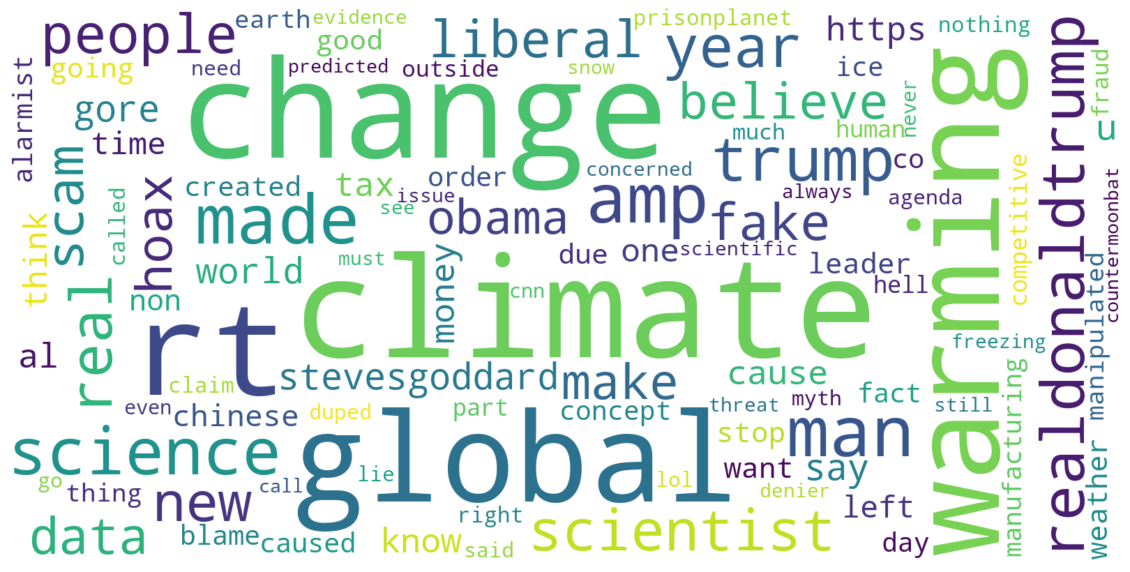 people
earth
evidence
good
liberal
prisonplanet
year
https
nothing
going
need
predicted
outside
snow
ice
alarmist
gore
change
believe
fraud
never
u
time
much
human
trump
co
scam
hoax
created
tax
order
issue
concerned
always
agenda
made
see
obama
amp
fake
warming
realdonaldtrump
think
called
real
world
must
money
due
one
scientific
leader
hell
competitive
countermoonbat
non
climate
cnn
al
rt
manipulated
freezing
claim
stevesgoddard
make
cause
fact
even
chinese
duped
part
concept
threat
myth
still
manufacturing
science
global
stop
man
weather
go
thing
new
call
lie
lol
want
say
denier
right
left
data
blame
caused
know
said
scientist
day